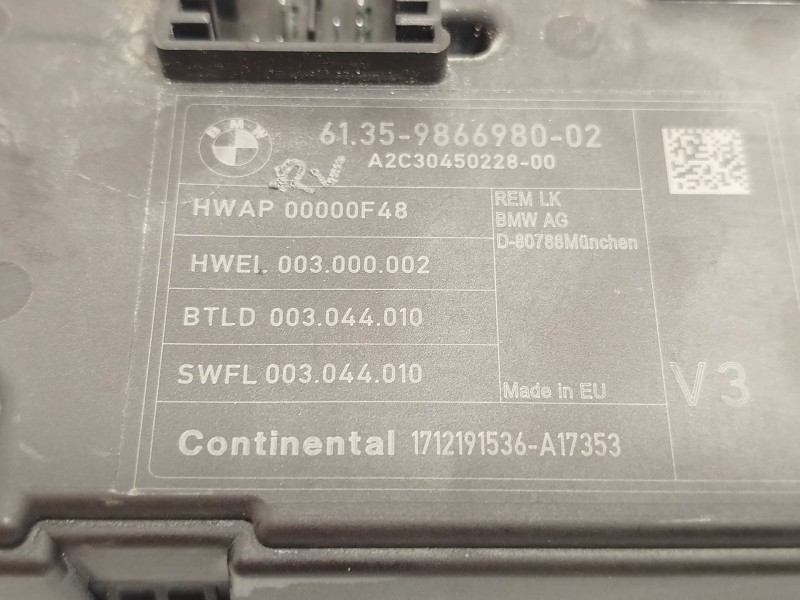 BMW
61.35-9866980-02
A2C30450228-00
HWAP 00000F48
REM LK
BMW AG
D-80788München
HWEL 003.000.002
BTLD 003.044.010
SWFL 003.044.010
Made in EU
V3
Continental 1712191536-A17353